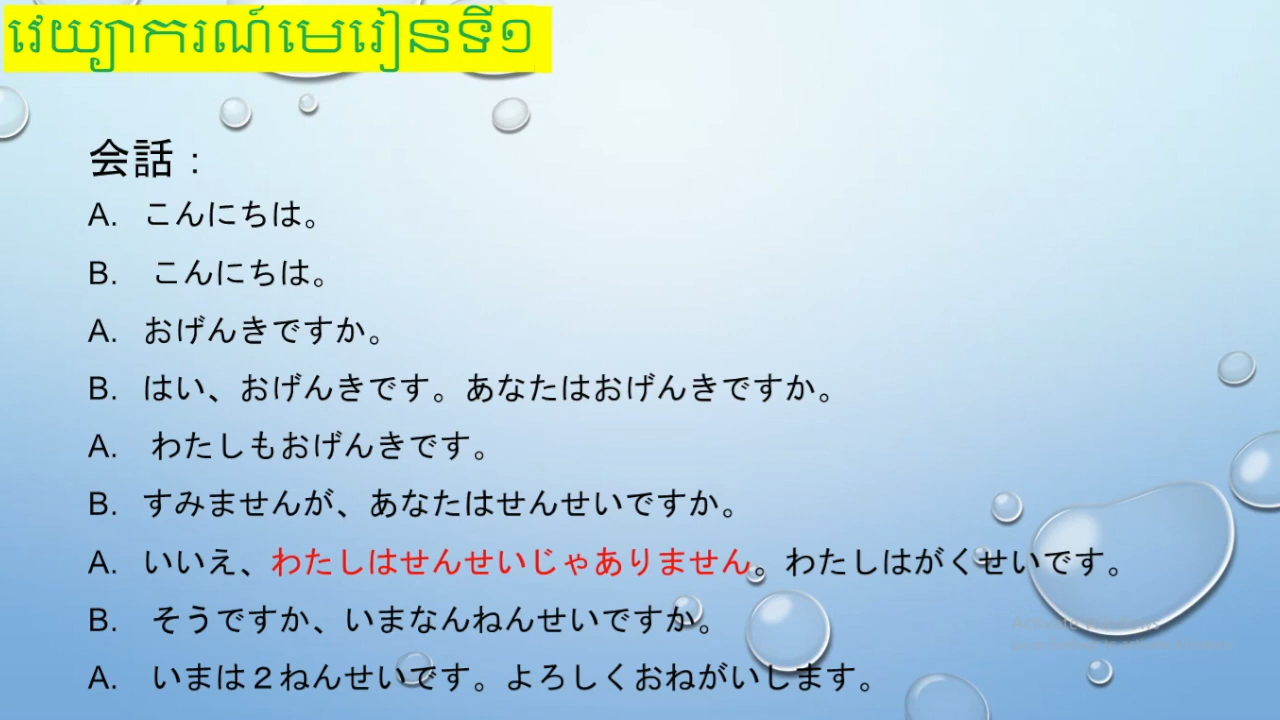 វេយ្យាករណ៍មេរៀនទី១
会話：
A. こんにちは。
B. こんにちは。
A. おげんきですか。
B. はい、おげんきです。あなたはおげんきですか。
A. わたしもおげんきです。
B. すみませんが、あなたはせんせいですか。
A. いいえ、わたしはせんせいじゃありません。わたしはがくせいです。
B. そうですか、いまなんねんせいですか。
A. いまは２ねんせいです。よろしくおねがいします。